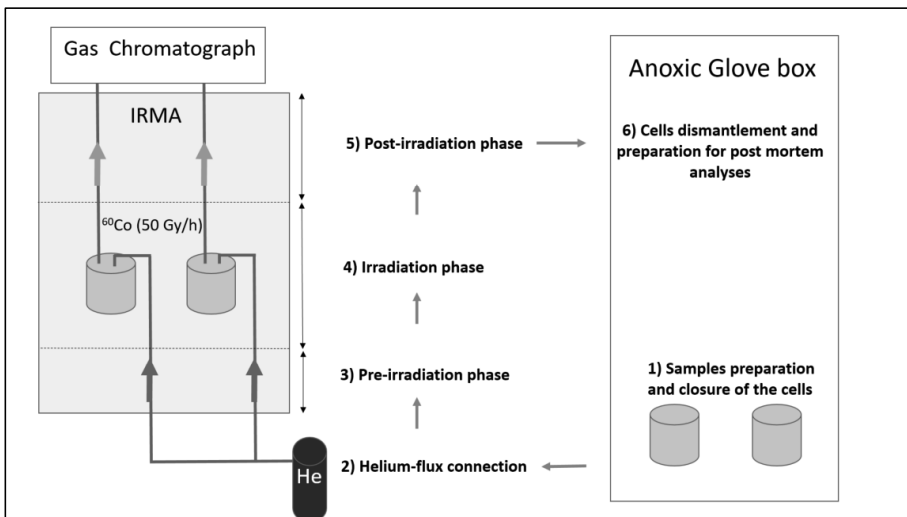 Gas Chromatograph
IRMA
⁶⁰Co (50 Gy/h)
He
5) Post-irradiation phase
4) Irradiation phase
3) Pre-irradiation phase
2) Helium-flux connection
Anoxic Glove box
6) Cells dismantlement and
preparation for post mortem
analyses
1) Samples preparation
and closure of the cells